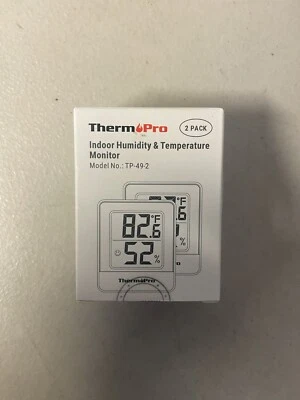 ThermoPro
2 PACK
Indoor Humidity & Temperature
Monitor
Model No.: TP-49-2
82.6°F
52%
ThermoPro